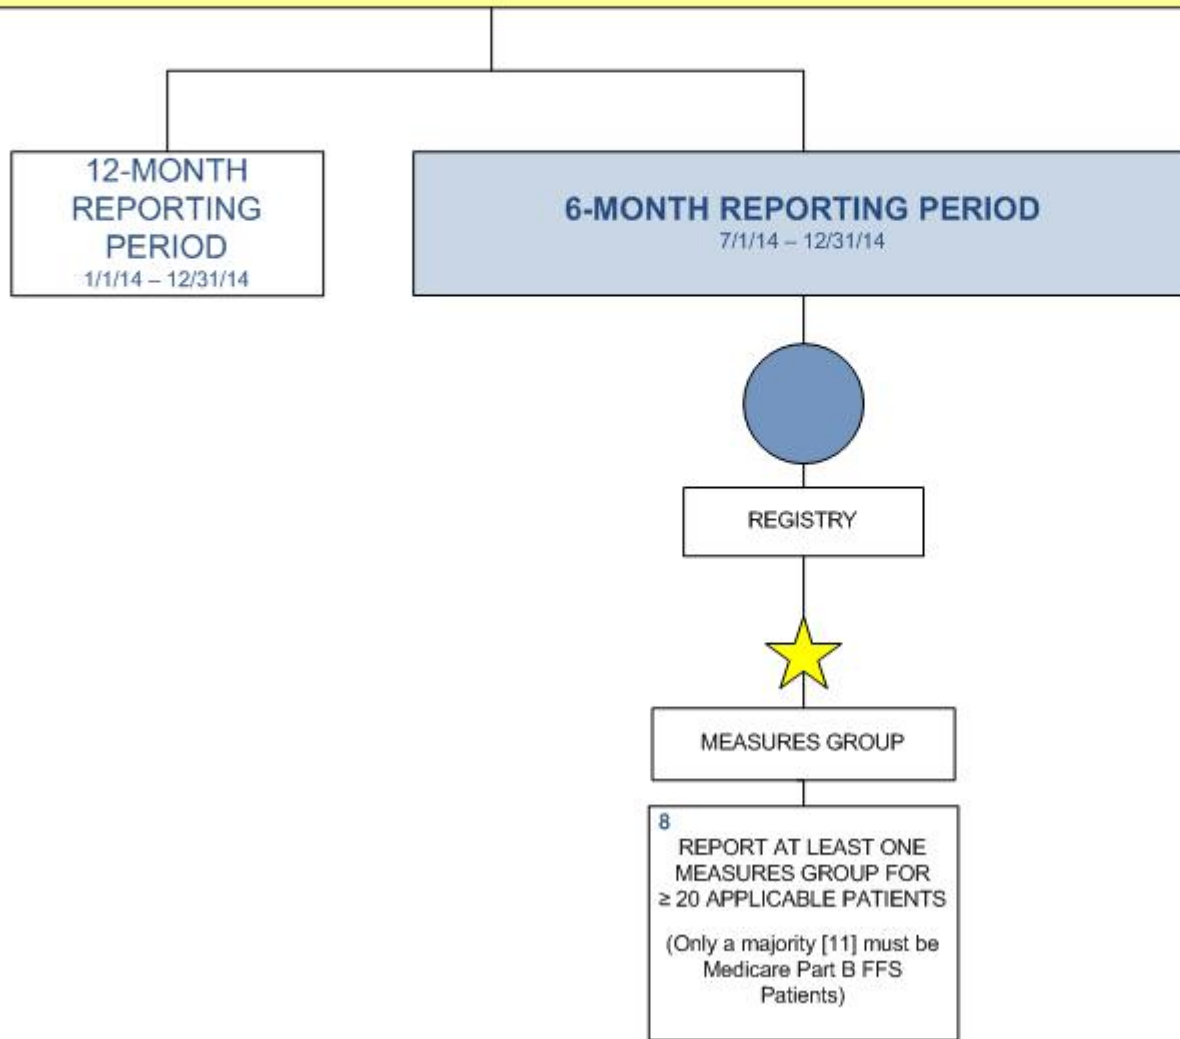 12-MONTH
REPORTING
PERIOD
1/1/14 – 12/31/14
6-MONTH REPORTING PERIOD
7/1/14 – 12/31/14
REGISTRY
MEASURES GROUP
8
REPORT AT LEAST ONE
MEASURES GROUP FOR
≥ 20 APPLICABLE PATIENTS
(Only a majority [11] must be
Medicare Part B FFS
Patients)